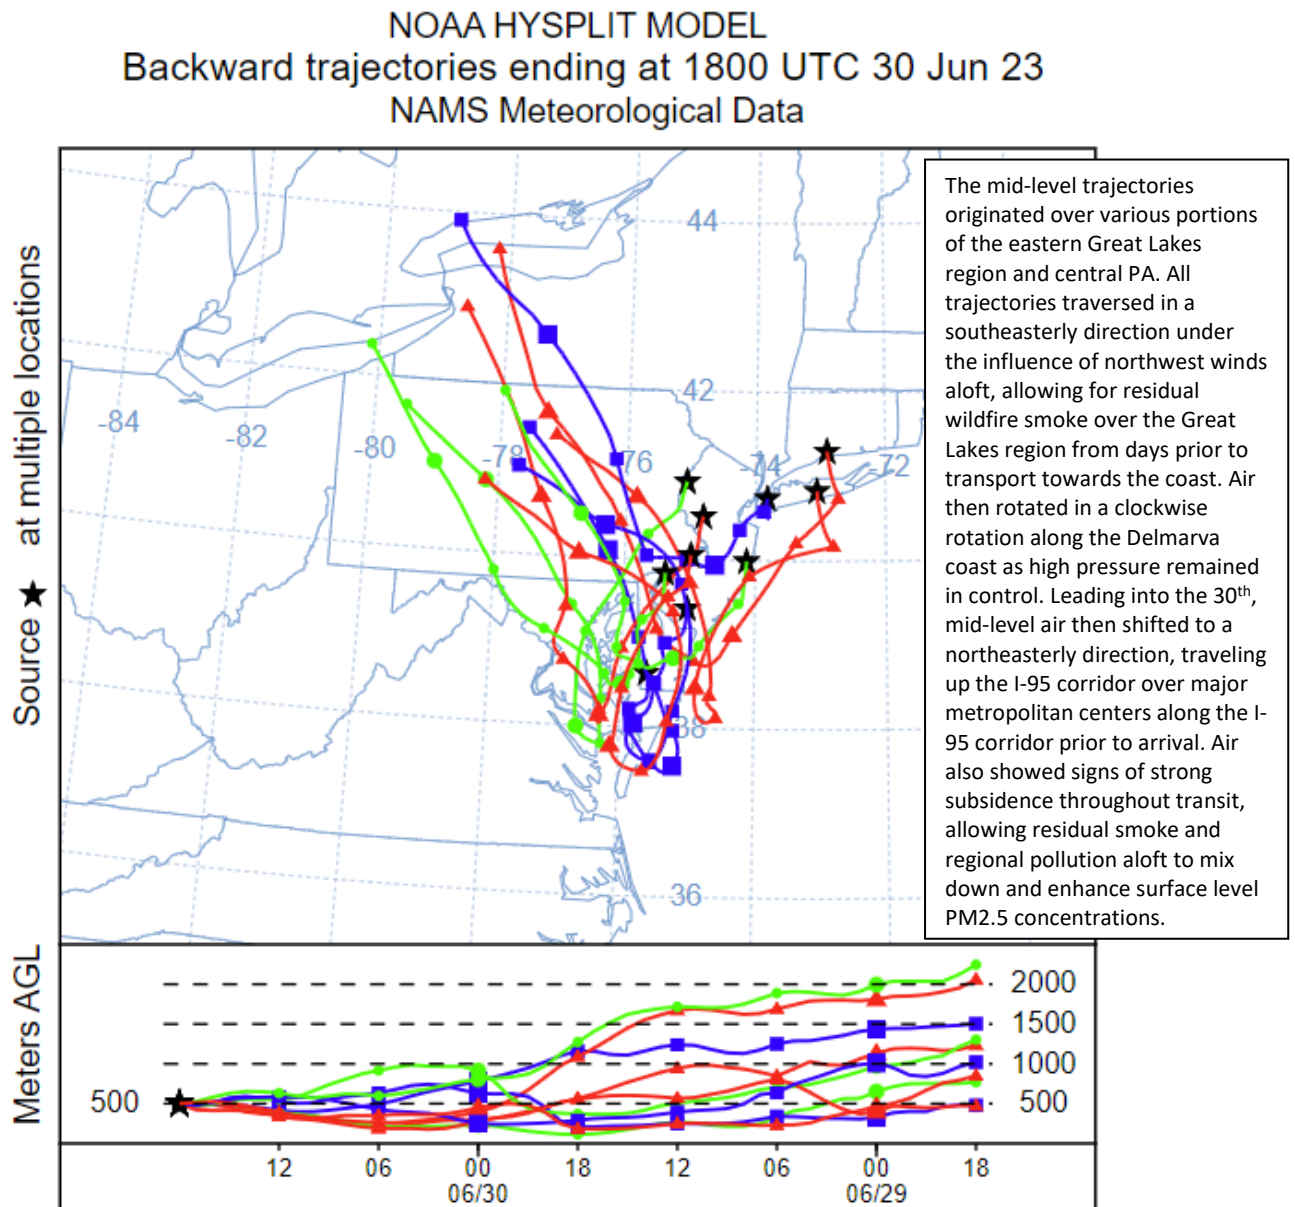 NOAA HYSPLIT MODEL
Backward trajectories ending at 1800 UTC 30 Jun 23
NAMS Meteorological Data
Source ★ at multiple locations
44
42
-84
-82
-80
-78
-76
-74
-72
38
36
The mid-level trajectories
originated over various portions
of the eastern Great Lakes
region and central PA. All
trajectories traversed in a
southeasterly direction under
the influence of northwest winds
aloft, allowing for residual
wildfire smoke over the Great
Lakes region from days prior to
transport towards the coast. Air
then rotated in a clockwise
rotation along the Delmarva
coast as high pressure remained
in control. Leading into the 30th,
mid-level air then shifted to a
northeasterly direction, traveling
up the I-95 corridor over major
metropolitan centers along the I-
95 corridor prior to arrival. Air
also showed signs of strong
subsidence throughout transit,
allowing residual smoke and
regional pollution aloft to mix
down and enhance surface level
PM2.5 concentrations.
Meters AGL
500
2000
1500
1000
500
12 06 00 18 12 06 00 18
06/30 06/29